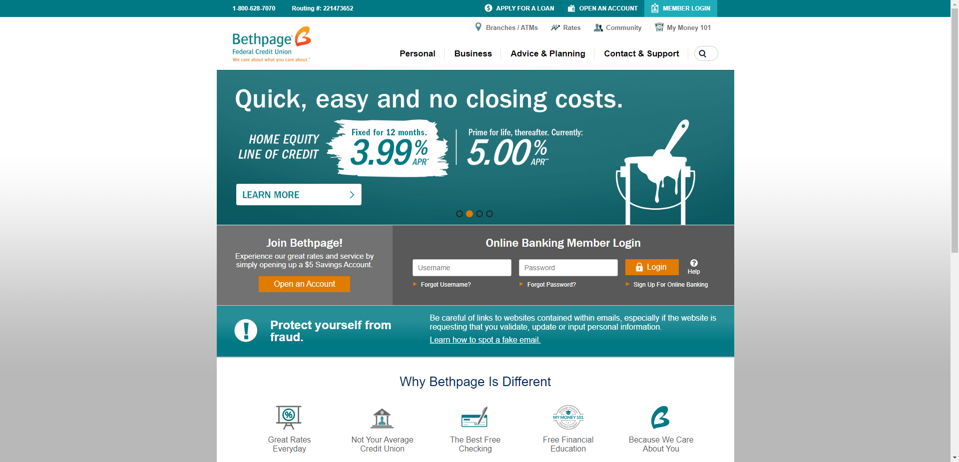 1-800-628-7070 Routing #: 221473652 APPLY FOR A LOAN OPEN AN ACCOUNT MEMBER LOGIN
Branches / ATMs Rates Community My Money 101
Bethpage®
Federal Credit Union
We care about what you care about.®
Personal Business Advice & Planning Contact & Support
Quick, easy and no closing costs.
HOME EQUITY
LINE OF CREDIT
Fixed for 12 months.
3.99%
APR*
Prime for life, thereafter. Currently:
5.00%
APR**
LEARN MORE
Join Bethpage!
Experience our great rates and service by
simply opening up a $5 Savings Account.
Open an Account
Online Banking Member Login
Username Password Login Help
Forgot Username? Forgot Password? Sign Up For Online Banking
Protect yourself from
fraud.
Be careful of links to websites contained within emails, especially if the website is
requesting that you validate, update or input personal information.
Learn how to spot a fake email.
Why Bethpage Is Different
MY MONEY 101
Great Rates
Everyday
Not Your Average
Credit Union
The Best Free
Checking
Free Financial
Education
Because We Care
About You